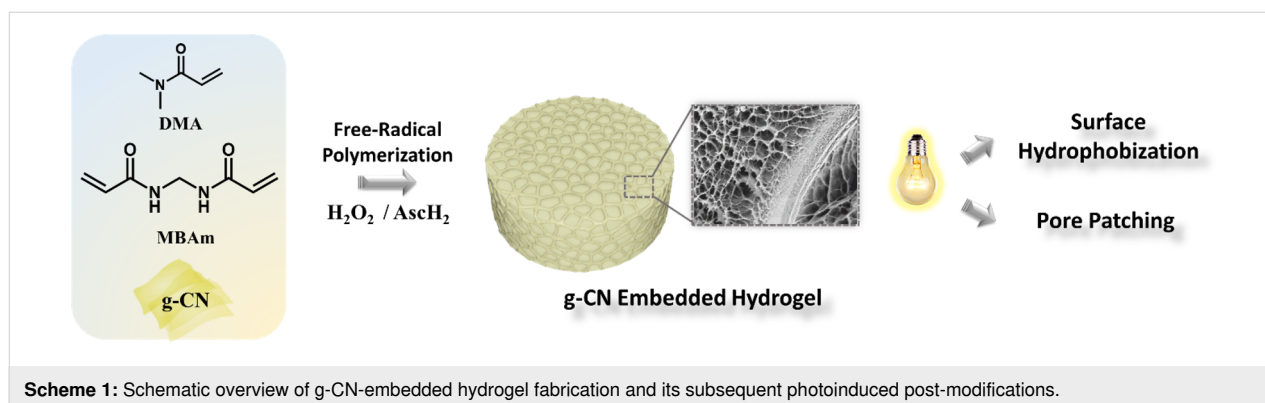 O
N
DMA
O
O
N
H
N
H
MBAm
g-CN
Free-Radical
Polymerization
H₂O₂ / AscH₂
g-CN Embedded Hydrogel
Surface
Hydrophobization
Pore Patching
Scheme 1: Schematic overview of g-CN-embedded hydrogel fabrication and its subsequent photoinduced post-modifications.